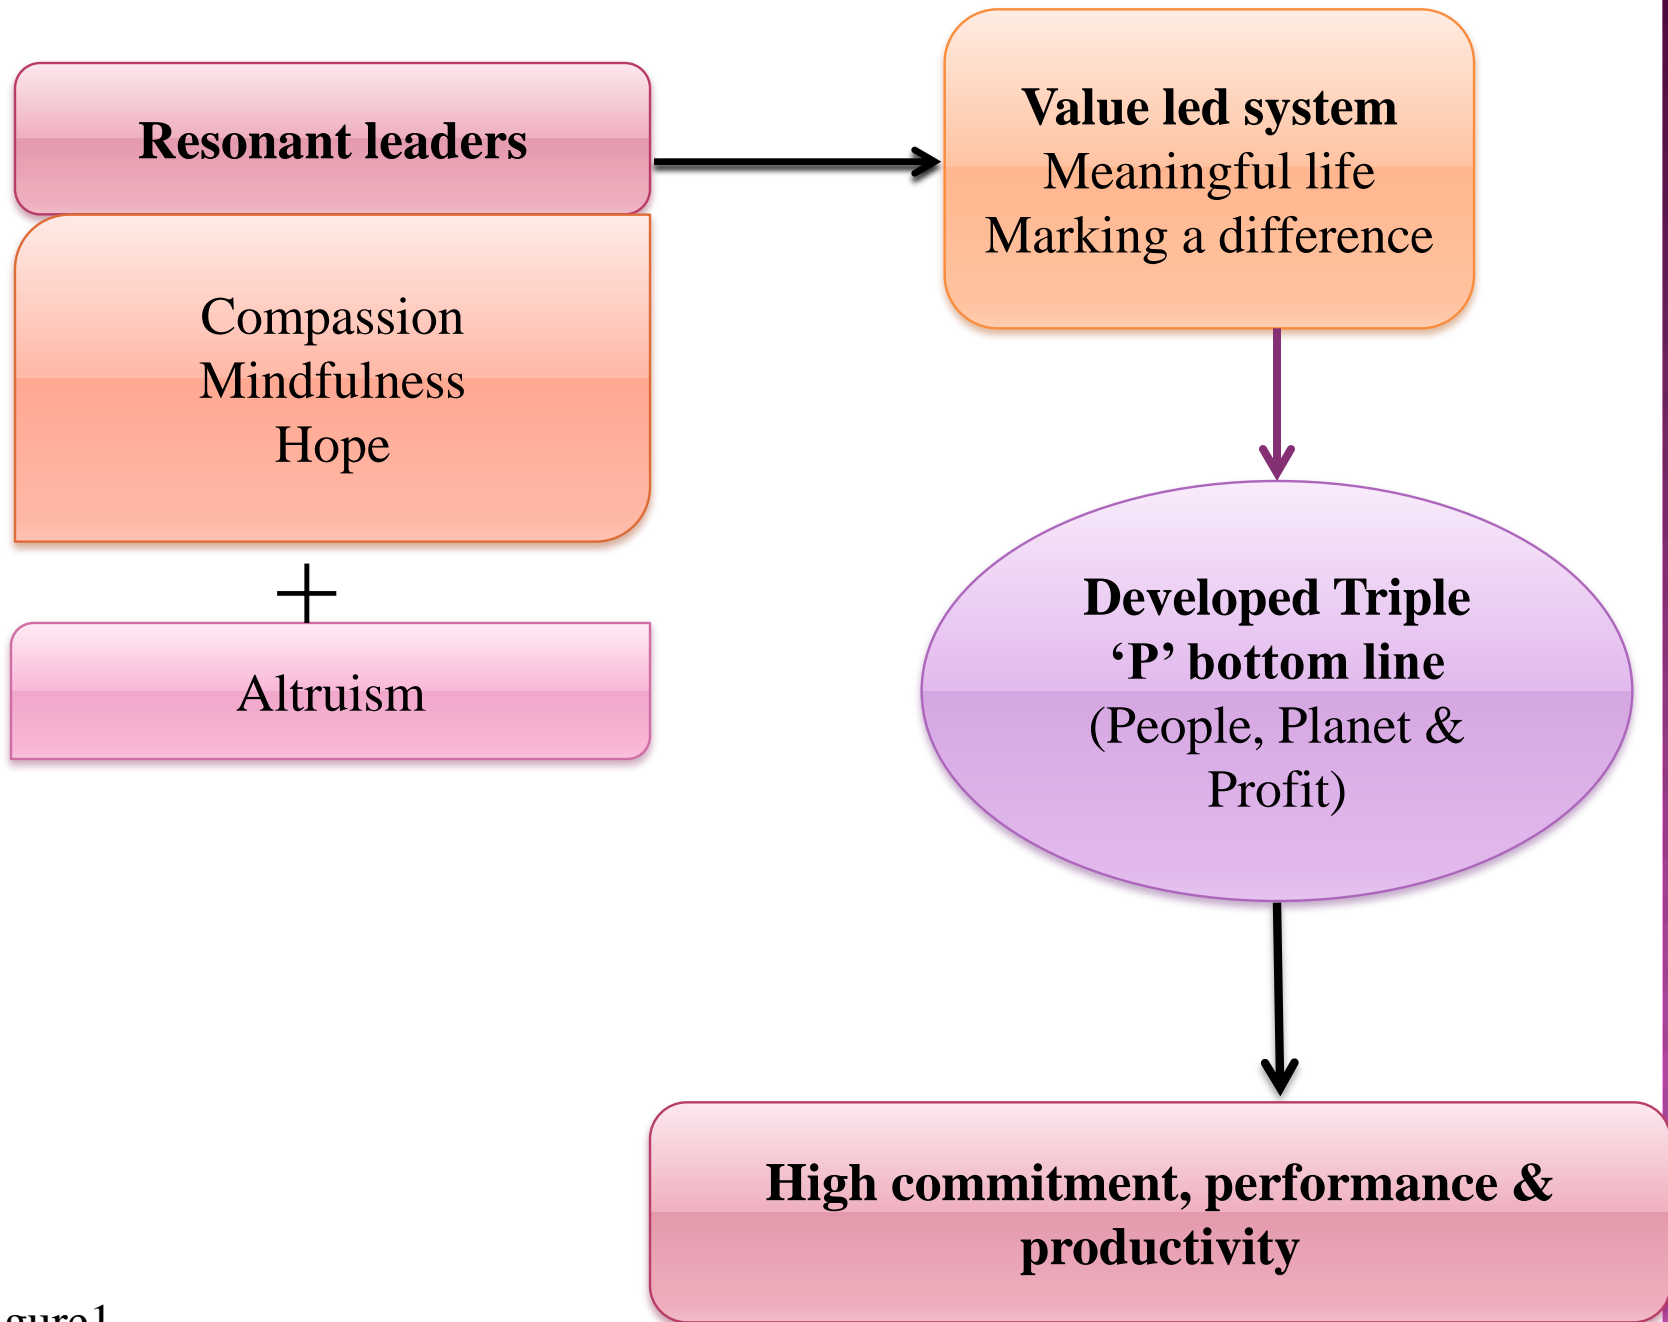 Resonant leaders
Compassion
Mindfulness
Hope
+
Altruism
Value led system
Meaningful life
Marking a difference
Developed Triple
‘P’ bottom line
(People, Planet &
Profit)
High commitment, performance &
productivity